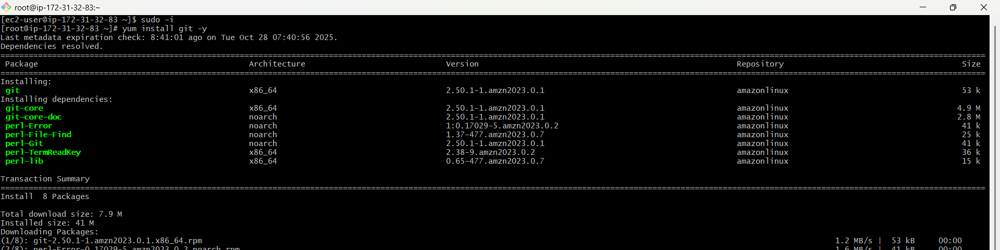 root@ip-172-31-32-83:~
[ec2-user@ip-172-31-32-83 ~]$ sudo -i
[root@ip-172-31-32-83 ~]# yum install git -y
Last metadata expiration check: 8:41:01 ago on Tue Oct 28 07:40:56 2025.
Dependencies resolved.
Package Architecture Version Repository Size
Installing:
git x86_64 2.50.1-1.amzn2023.0.1 amazonlinux 53 k
Installing dependencies:
git-core x86_64 2.50.1-1.amzn2023.0.1 amazonlinux 4.9 M
git-core-doc noarch 2.50.1-1.amzn2023.0.1 amazonlinux 2.8 M
perl-Error noarch 1:0.17029-5.amzn2023.0.2 amazonlinux 41 k
perl-File-Find noarch 1.37-477.amzn2023.0.7 amazonlinux 25 k
perl-Git noarch 2.50.1-1.amzn2023.0.1 amazonlinux 41 k
perl-TermReadKey x86_64 2.38-9.amzn2023.0.2 amazonlinux 36 k
perl-lib x86_64 0.65-477.amzn2023.0.7 amazonlinux 15 k
Transaction Summary
Install 8 Packages
Total download size: 7.9 M
Installed size: 41 M
Downloading Packages:
(1/8): git-2.50.1-1.amzn2023.0.1.x86_64.rpm 1.2 MB/s | 53 kB 00:00
(2/8): perl-Error-0.17029-5.amzn2023.0.2.noarch.rpm 1.6 MB/s | 41 kB 00:00